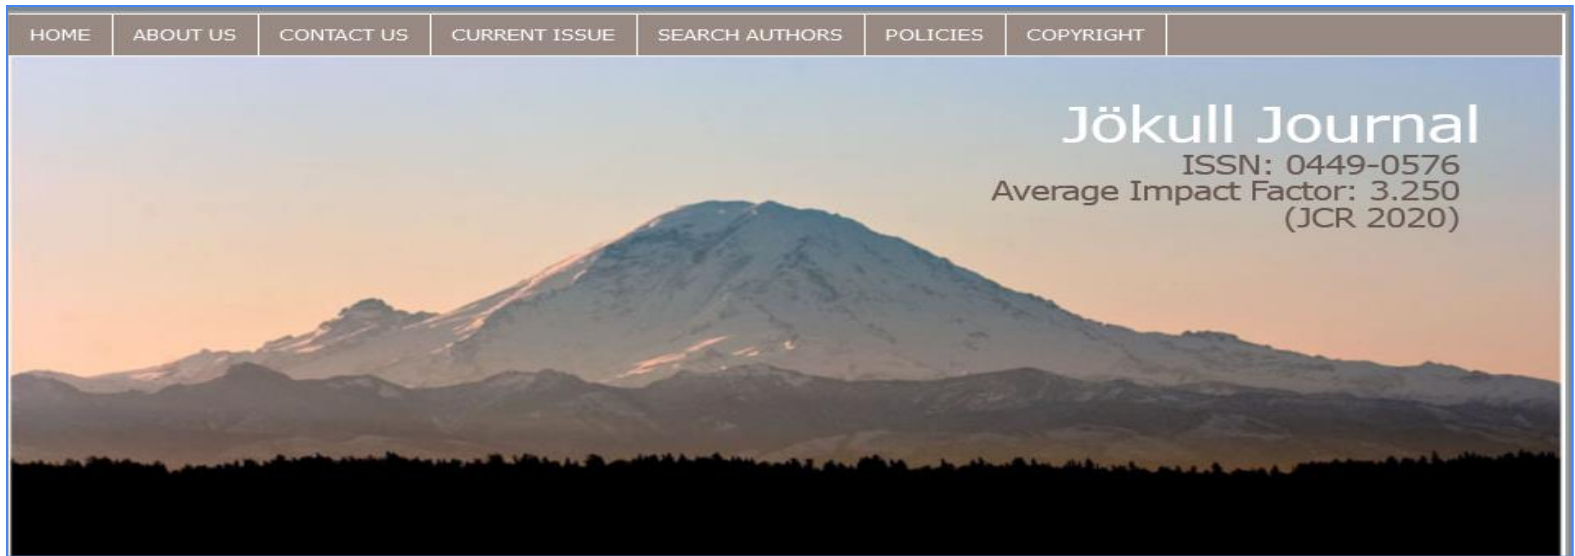 HOME ABOUT US CONTACT US CURRENT ISSUE SEARCH AUTHORS POLICIES COPYRIGHT
Jökull Journal
ISSN: 0449-0576
Average Impact Factor: 3.250
(JCR 2020)